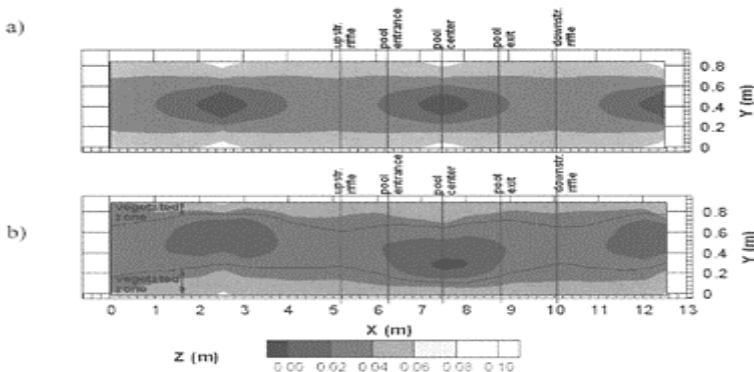 a)
upstr. riffle
pool entrance
pool center
pool exit
downstr. riffle
0.8
0.6
0.4
0.2
0
Y (m)
upstr. riffle
pool entrance
pool center
pool exit
downstr. riffle
b)
Vegetated zone
Vegetated zone
0.8
0.6
0.4
0.2
0
Y (m)
0 1 2 3 4 5 6 7 8 9 10 11 12 13
X (m)
Z (m)
0.00 0.02 0.04 0.06 0.08 0.10